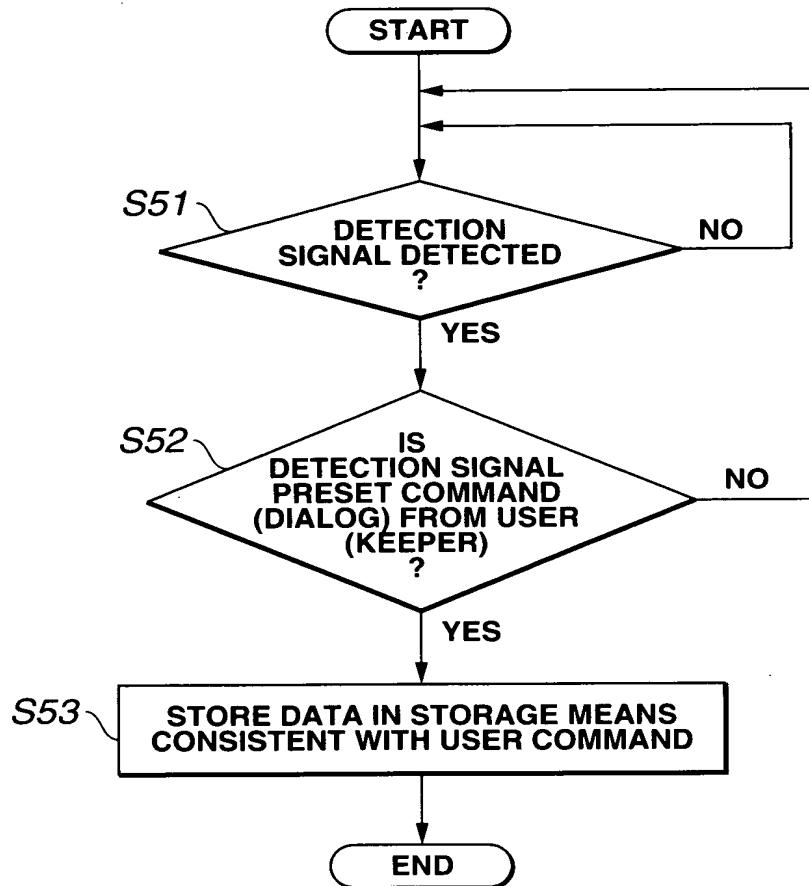 START
S51
DETECTION
SIGNAL DETECTED
?
NO
YES
S52
IS
DETECTION SIGNAL
PRESET COMMAND
(DIALOG) FROM USER
(KEEPER)
?
NO
YES
S53
STORE DATA IN STORAGE MEANS
CONSISTENT WITH USER COMMAND
END